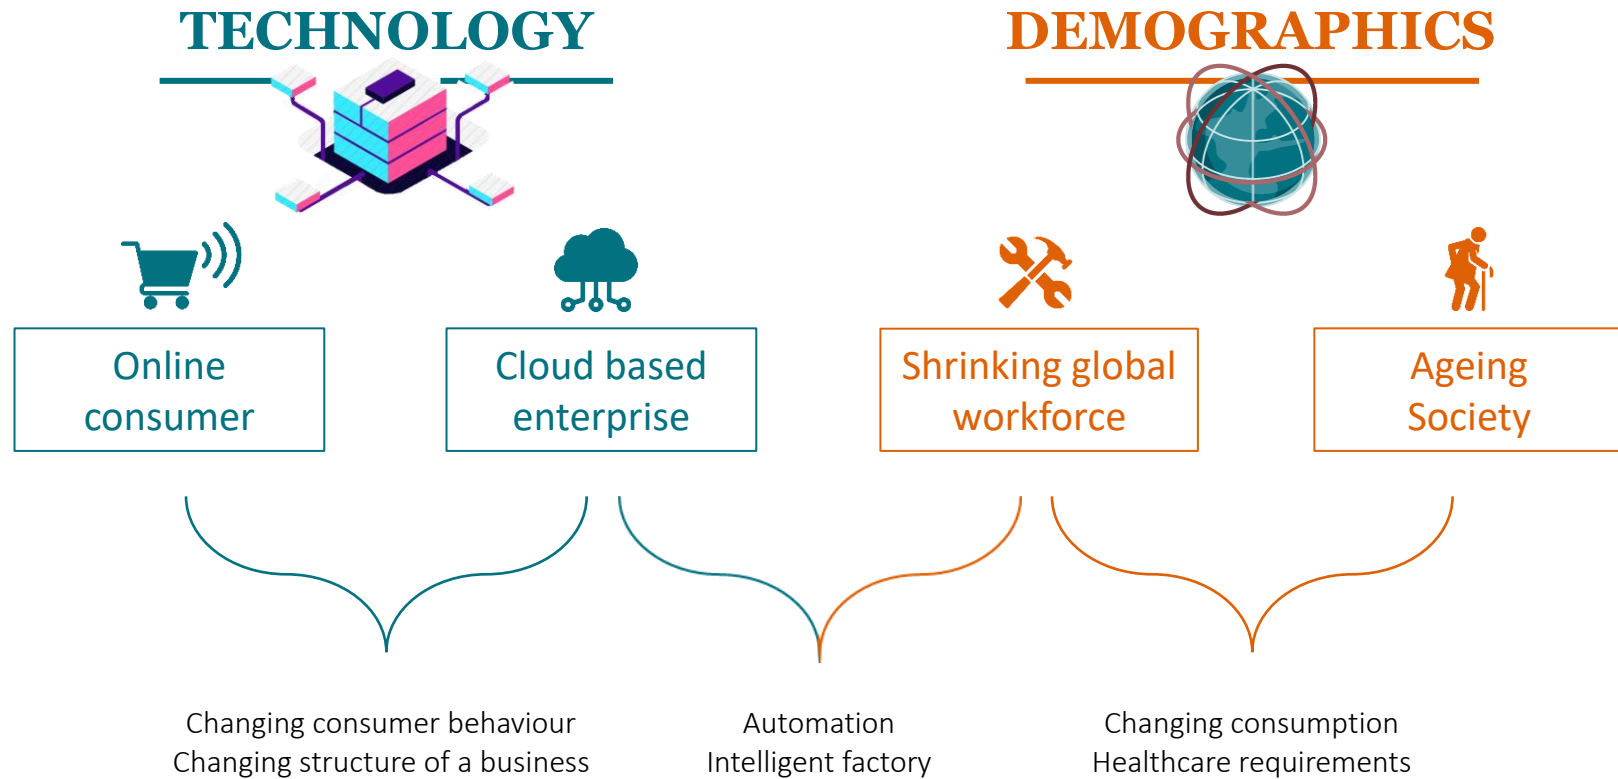 TECHNOLOGY
DEMOGRAPHICS
Online
consumer
Cloud based
enterprise
Shrinking global
workforce
Ageing
Society
Changing consumer behaviour
Changing structure of a business
Automation
Intelligent factory
Changing consumption
Healthcare requirements